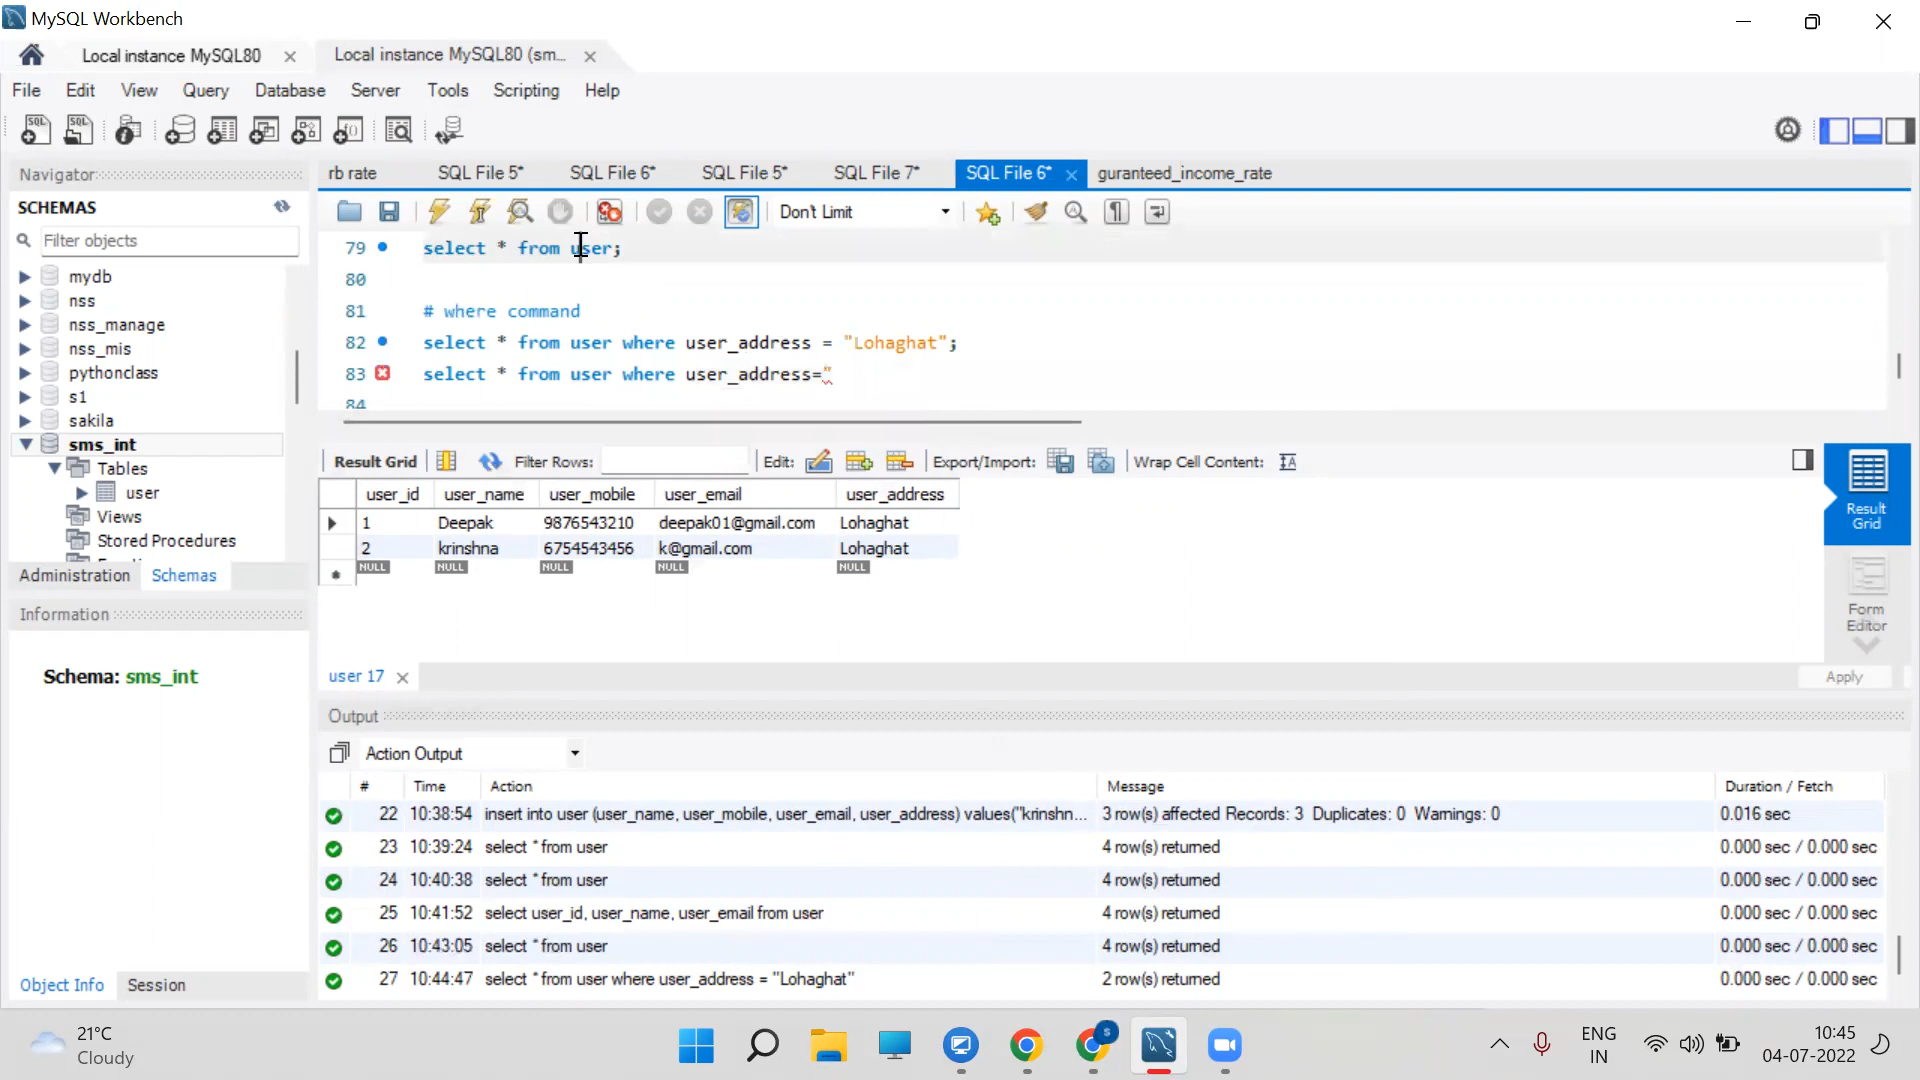 MySQL Workbench
Local instance MySQL80
Local instance MySQL80 (sm...
File Edit View Query Database Server Tools Scripting Help
Navigator
SCHEMAS
Filter objects
mydb
nss
nss_manage
nss_mis
pythonclass
s1
sakila
sms_int
Tables
user
Views
Stored Procedures
Administration Schemas
Information
Schema: sms_int
Object Info Session
rb rate SQL File 5* SQL File 6* SQL File 5* SQL File 7* SQL File 6* guranteed_income_rate
Don't Limit
79 select * from user;
80
81 # where command
82 select * from user where user_address = "Lohaghat";
83 select * from user where user_address="
84
Result Grid Filter Rows: Edit: Export/Import: Wrap Cell Content:
user_id user_name user_mobile user_email user_address
1 Deepak 9876543210 deepak01@gmail.com Lohaghat
2 krinshna 6754543456 k@gmail.com Lohaghat
NULL NULL NULL NULL NULL
Result Grid
Form Editor
user 17
Apply
Output
Action Output
# Time Action Message Duration / Fetch
22 10:38:54 insert into user (user_name, user_mobile, user_email, user_address) values("krinshn... 3 row(s) affected Records: 3 Duplicates: 0 Warnings: 0 0.016 sec
23 10:39:24 select * from user 4 row(s) returned 0.000 sec / 0.000 sec
24 10:40:38 select * from user 4 row(s) returned 0.000 sec / 0.000 sec
25 10:41:52 select user_id, user_name, user_email from user 4 row(s) returned 0.000 sec / 0.000 sec
26 10:43:05 select * from user 4 row(s) returned 0.000 sec / 0.000 sec
27 10:44:47 select * from user where user_address = "Lohaghat" 2 row(s) returned 0.000 sec / 0.000 sec
21°C
Cloudy
ENG
IN
10:45
04-07-2022